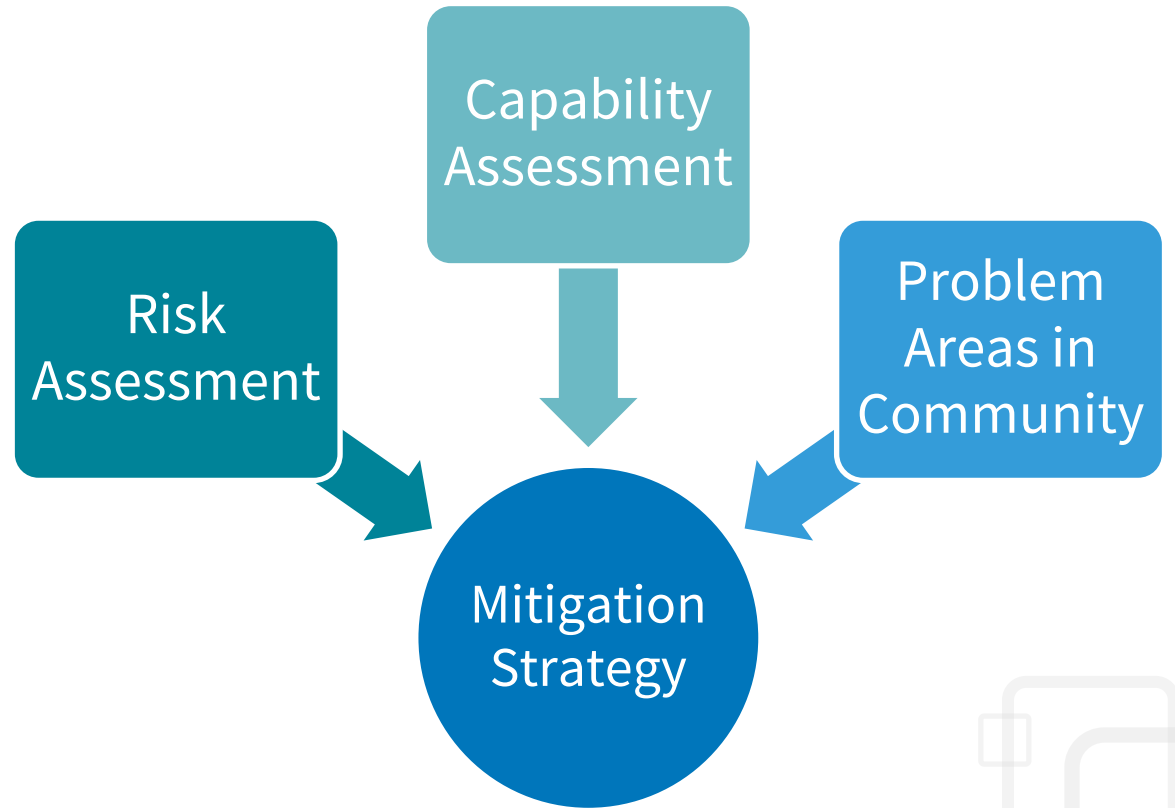 Capability
Assessment
Risk
Assessment
Problem
Areas in
Community
Mitigation
Strategy